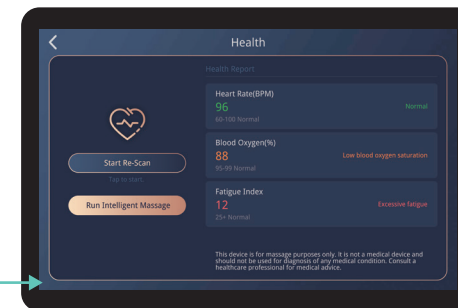 Health
Health Report
Heart Rate(BPM)
96
Normal
60-100 Normal
Start Re-Scan
Tap to start.
Run Intelligent Massage
Blood Oxygen(%)
88
Low blood oxygen saturation
95-99 Normal
Fatigue Index
12
Excessive fatigue
25+ Normal
This device is for massage purposes only. It is not a medical device and
should not be used for diagnosis of any medical condition. Consult a
healthcare professional for medical advice.